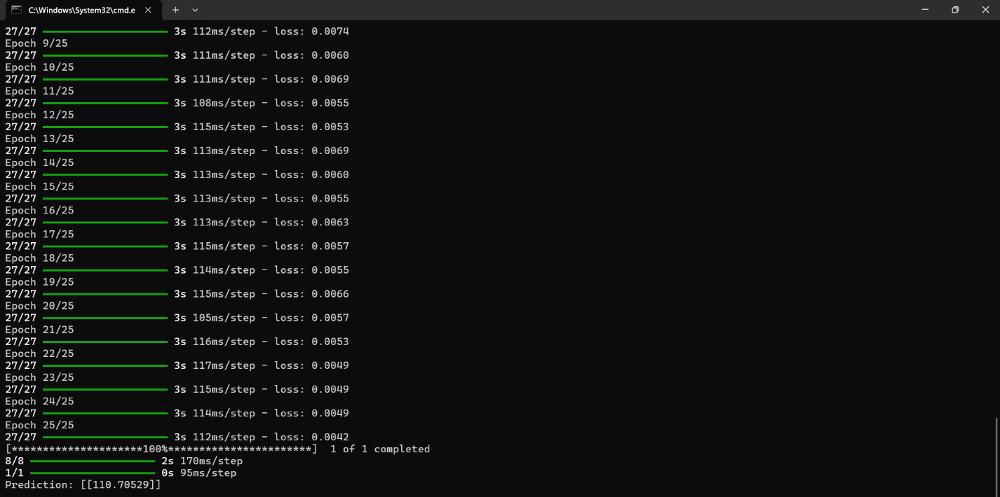 C:\Windows\System32\cmd.e
27/27 3s 112ms/step - loss: 0.0074
Epoch 9/25
27/27 3s 111ms/step - loss: 0.0060
Epoch 10/25
27/27 3s 111ms/step - loss: 0.0069
Epoch 11/25
27/27 3s 108ms/step - loss: 0.0055
Epoch 12/25
27/27 3s 115ms/step - loss: 0.0053
Epoch 13/25
27/27 3s 113ms/step - loss: 0.0069
Epoch 14/25
27/27 3s 113ms/step - loss: 0.0060
Epoch 15/25
27/27 3s 113ms/step - loss: 0.0055
Epoch 16/25
27/27 3s 113ms/step - loss: 0.0063
Epoch 17/25
27/27 3s 115ms/step - loss: 0.0057
Epoch 18/25
27/27 3s 114ms/step - loss: 0.0055
Epoch 19/25
27/27 3s 115ms/step - loss: 0.0066
Epoch 20/25
27/27 3s 105ms/step - loss: 0.0057
Epoch 21/25
27/27 3s 116ms/step - loss: 0.0053
Epoch 22/25
27/27 3s 117ms/step - loss: 0.0049
Epoch 23/25
27/27 3s 115ms/step - loss: 0.0049
Epoch 24/25
27/27 3s 114ms/step - loss: 0.0049
Epoch 25/25
27/27 3s 112ms/step - loss: 0.0042
[*********************100%***********************]  1 of 1 completed
8/8 2s 170ms/step
1/1 0s 95ms/step
Prediction: [[110.70529]]